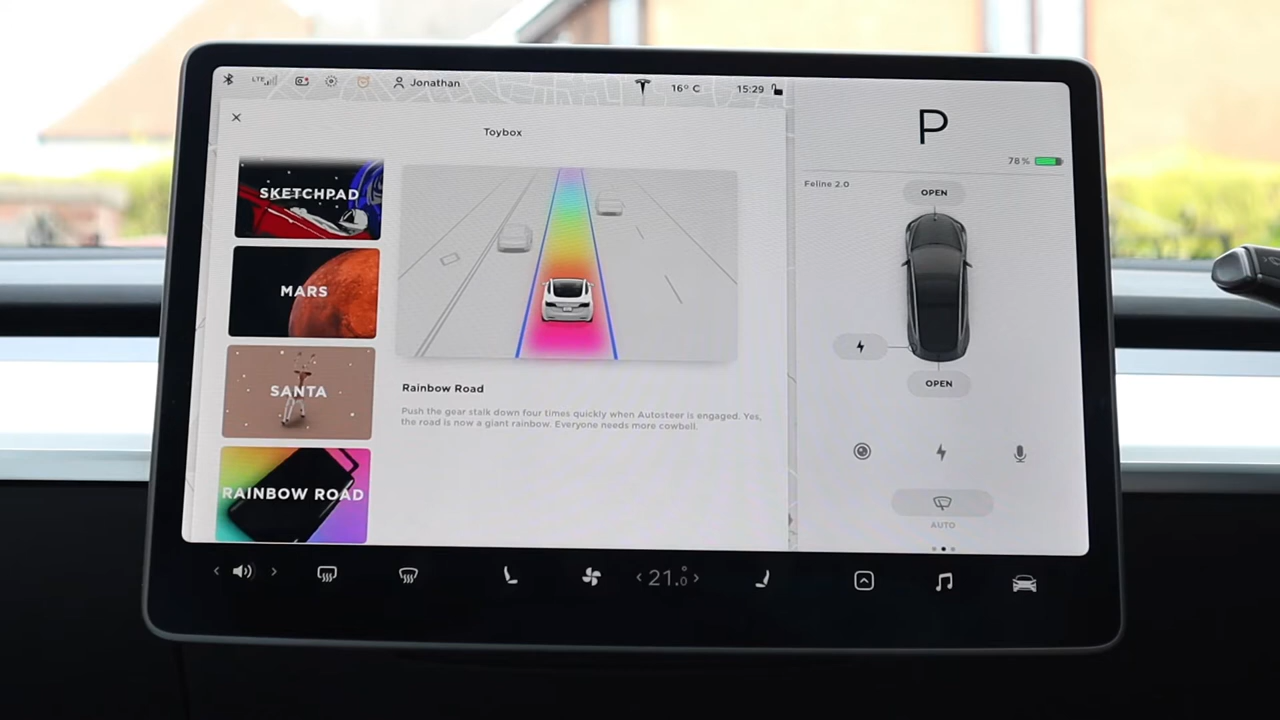 LTE
Jonathan
16° C
15:29
Toybox
SKETCHPAD
MARS
SANTA
RAINBOW ROAD
Rainbow Road
Push the gear stalk down four times quickly when Autosteer is engaged. Yes,
the road is now a giant rainbow. Everyone needs more cowbell.
P
78%
Feline 2.0
OPEN
OPEN
AUTO
< >
< 21.0 >